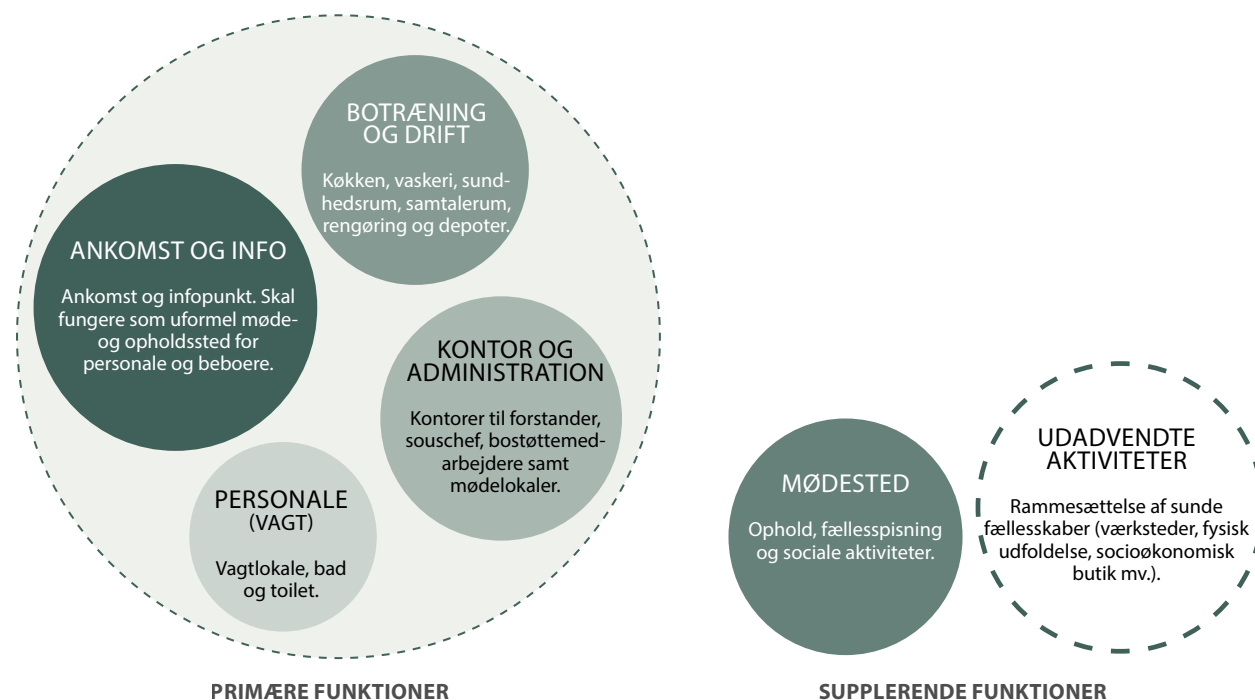 BOTRÆNING
OG DRIFT
Køkken, vaskeri, sund-
hedsrum, samtalerum,
rengøring og depoter.
ANKOMST OG INFO
Ankomst og infopunkt. Skal
fungere som uformel møde-
og opholdssted for
personale og beboere.
KONTOR OG
ADMINISTRATION
Kontorer til forstander,
souschef, bostøttemed-
arbejdere samt
mødelokaler.
PERSONALE
(VAGT)
Vagtlokale, bad
og toilet.
PRIMÆRE FUNKTIONER
MØDESTED
Ophold, fællesspisning
og sociale aktiviteter.
UDADVENDTE
AKTIVITETER
Rammesættelse af sunde
fællesskaber (værksteder, fysisk
udfoldelse, socioøkonomisk
butik mv.).
SUPPLERENDE FUNKTIONER